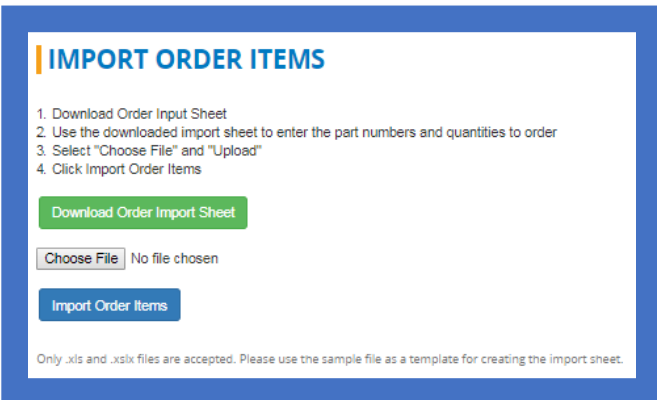 IMPORT ORDER ITEMS
1. Download Order Input Sheet
2. Use the downloaded import sheet to enter the part numbers and quantities to order
3. Select "Choose File" and "Upload"
4. Click Import Order Items
Download Order Import Sheet
Choose File No file chosen
Import Order Items
Only .xls and .xslx files are accepted. Please use the sample file as a template for creating the import sheet.